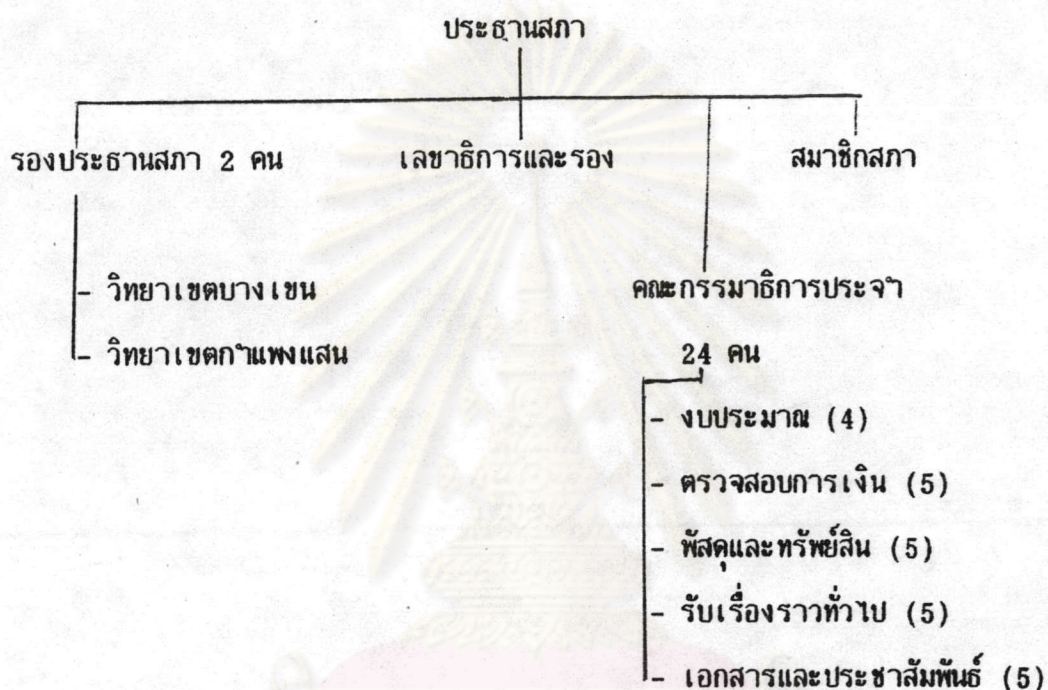 ประธานสภา
รองประธานสภา 2 คน
เลขาธิการและรอง
สมาชิกสภา
- วิทยาเขตบางเขน
- วิทยาเขตกำแพงแสน
คณะกรรมาธิการประจำ
24 คน
- งบประมาณ (4)
- ตรวจสอบการเงิน (5)
- พัสดุและทรัพย์สิน (5)
- รับเรื่องราวทั่วไป (5)
- เอกสารและประชาสัมพันธ์ (5)